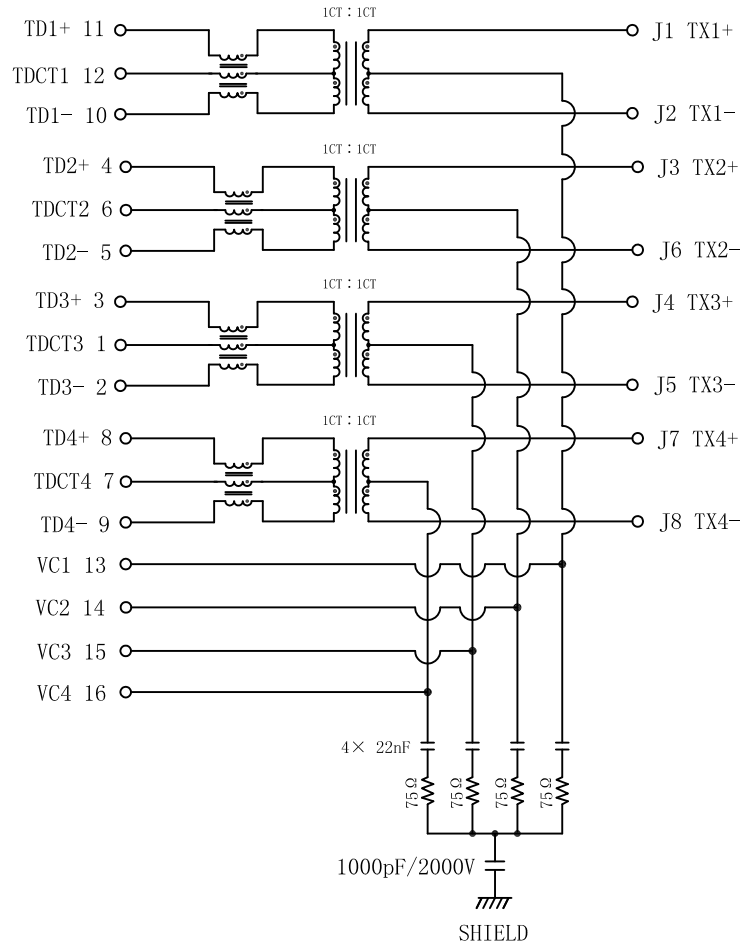 1CT : 1CT
TD1+ 11
J1 TX1+
TDCT1 12
TD1- 10
J2 TX1-
1CT : 1CT
TD2+ 4
J3 TX2+
TDCT2 6
TD2- 5
J6 TX2-
1CT : 1CT
TD3+ 3
J4 TX3+
TDCT3 1
TD3- 2
J5 TX3-
1CT : 1CT
TD4+ 8
J7 TX4+
TDCT4 7
TD4- 9
J8 TX4-
VC1 13
VC2 14
VC3 15
VC4 16
4× 22nF
75Ω
75Ω
75Ω
75Ω
1000pF/2000V
SHIELD